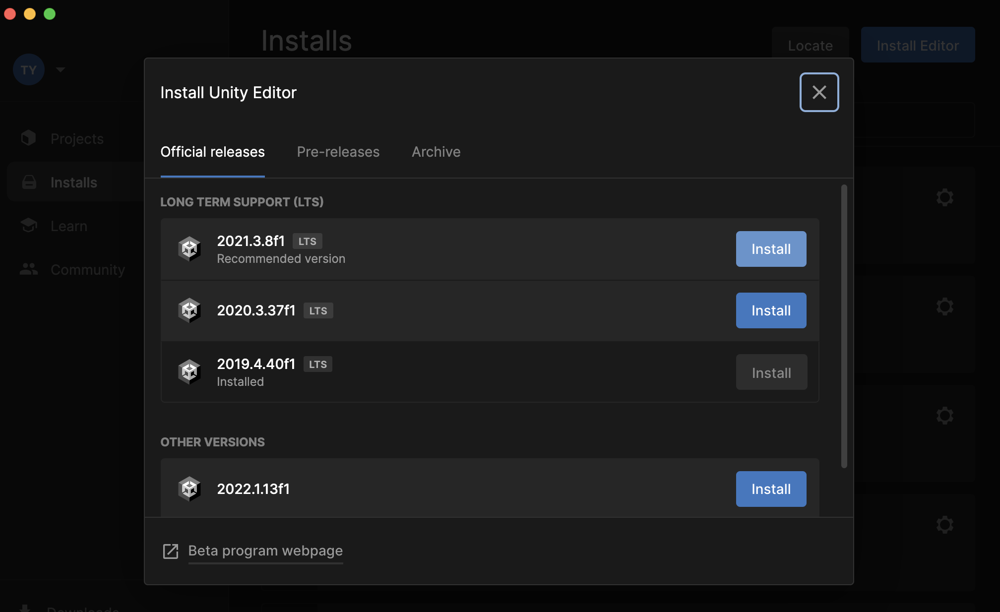 Installs
Locate
Install Editor
TY
Projects
Installs
Learn
Community
Downloads
Install Unity Editor
Official releases
Pre-releases
Archive
LONG TERM SUPPORT (LTS)
2021.3.8f1 LTS
Recommended version
Install
2020.3.37f1 LTS
Install
2019.4.40f1 LTS
Installed
Install
OTHER VERSIONS
2022.1.13f1
Install
Beta program webpage